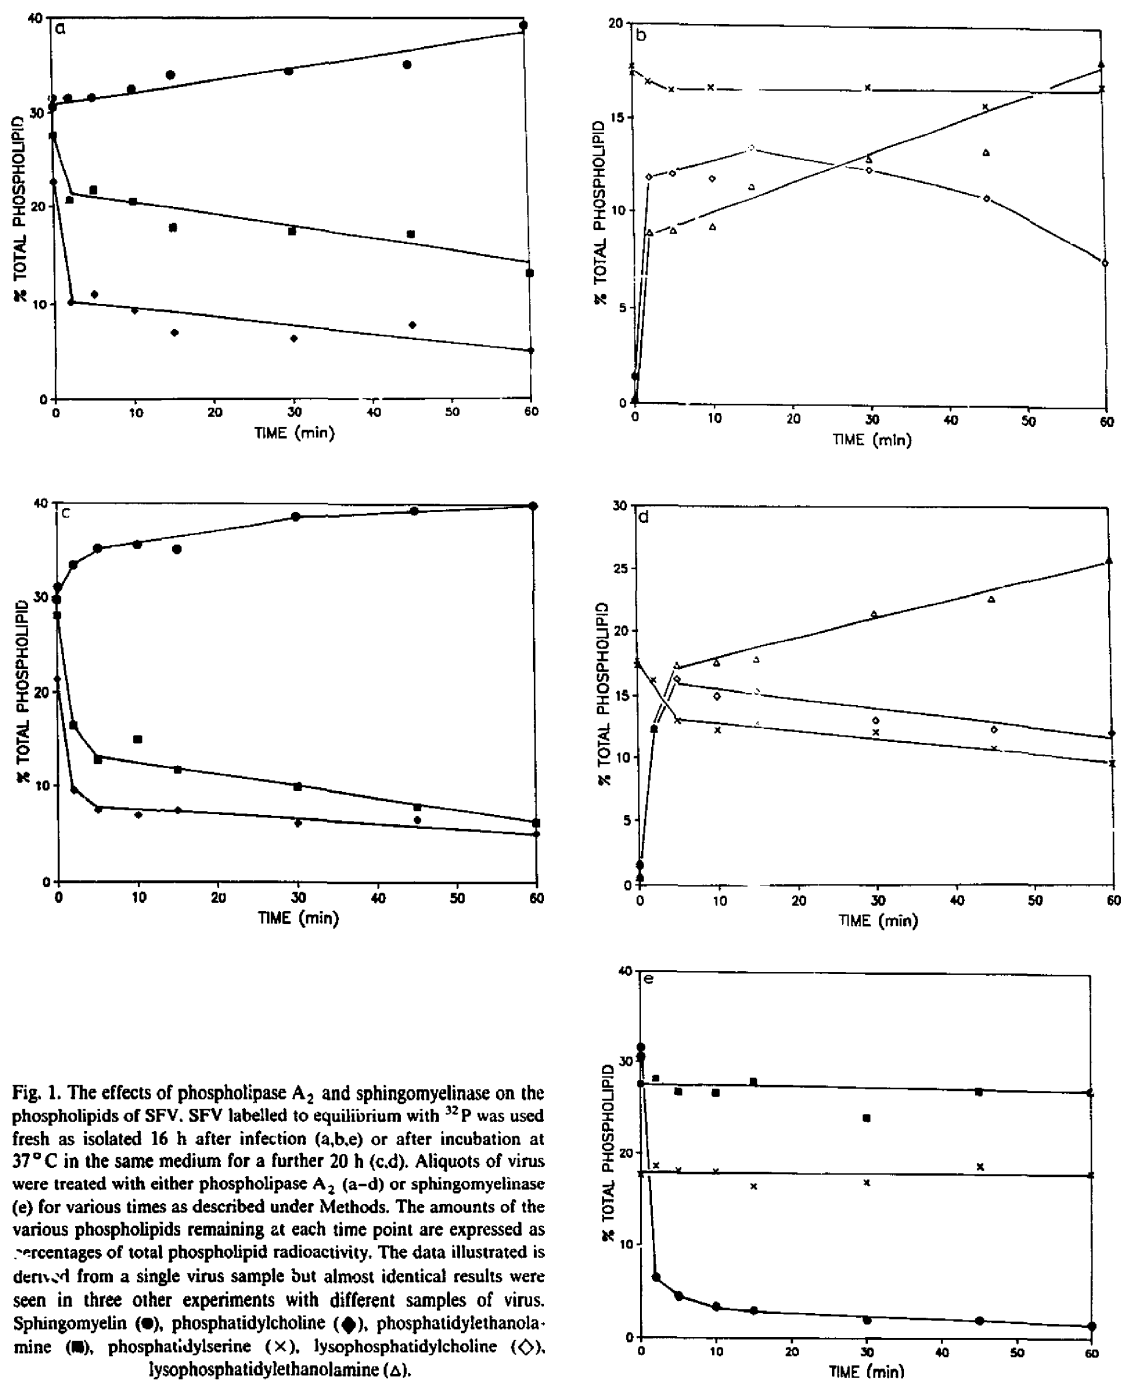 a
40
30
20
10
0
% TOTAL PHOSPHOLIPID
0 10 20 30 40 50 60
TIME (min)
b
20
15
10
5
0
% TOTAL PHOSPHOLIPID
0 10 20 30 40 50 60
TIME (min)
c
40
30
20
10
0
% TOTAL PHOSPHOLIPID
0 10 20 30 40 50 60
TIME (min)
d
30
25
20
15
10
5
0
% TOTAL PHOSPHOLIPID
0 10 20 30 40 50 60
TIME (min)
e
40
30
20
10
0
% TOTAL PHOSPHOLIPID
0 10 20 30 40 50 60
TIME (min)
Fig. 1. The effects of phospholipase A₂ and sphingomyelinase on the
phospholipids of SFV. SFV labelled to equilibrium with ³²P was used
fresh as isolated 16 h after infection (a,b,e) or after incubation at
37°C in the same medium for a further 20 h (c,d). Aliquots of virus
were treated with either phospholipase A₂ (a–d) or sphingomyelinase
(e) for various times as described under Methods. The amounts of the
various phospholipids remaining at each time point are expressed as
percentages of total phospholipid radioactivity. The data illustrated is
derived from a single virus sample but almost identical results were
seen in three other experiments with different samples of virus.
Sphingomyelin (●), phosphatidylcholine (◆), phosphatidylethanola-
mine (■), phosphatidylserine (×), lysophosphatidylcholine (◇),
lysophosphatidylethanolamine (△).